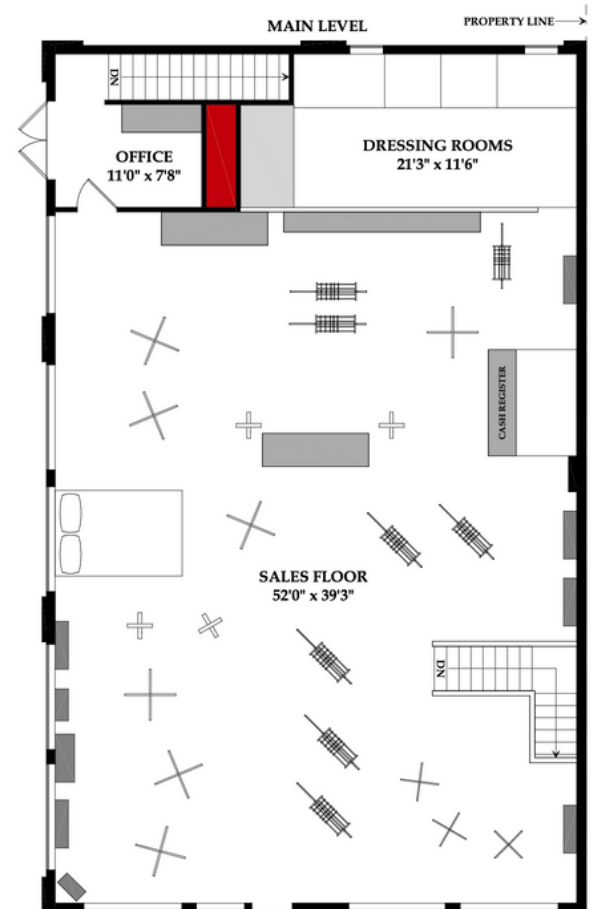 MAIN LEVEL
PROPERTY LINE
DN
OFFICE
11'0" x 7'8"
DRESSING ROOMS
21'3" x 11'6"
CASH REGISTER
SALES FLOOR
52'0" x 39'3"
DN